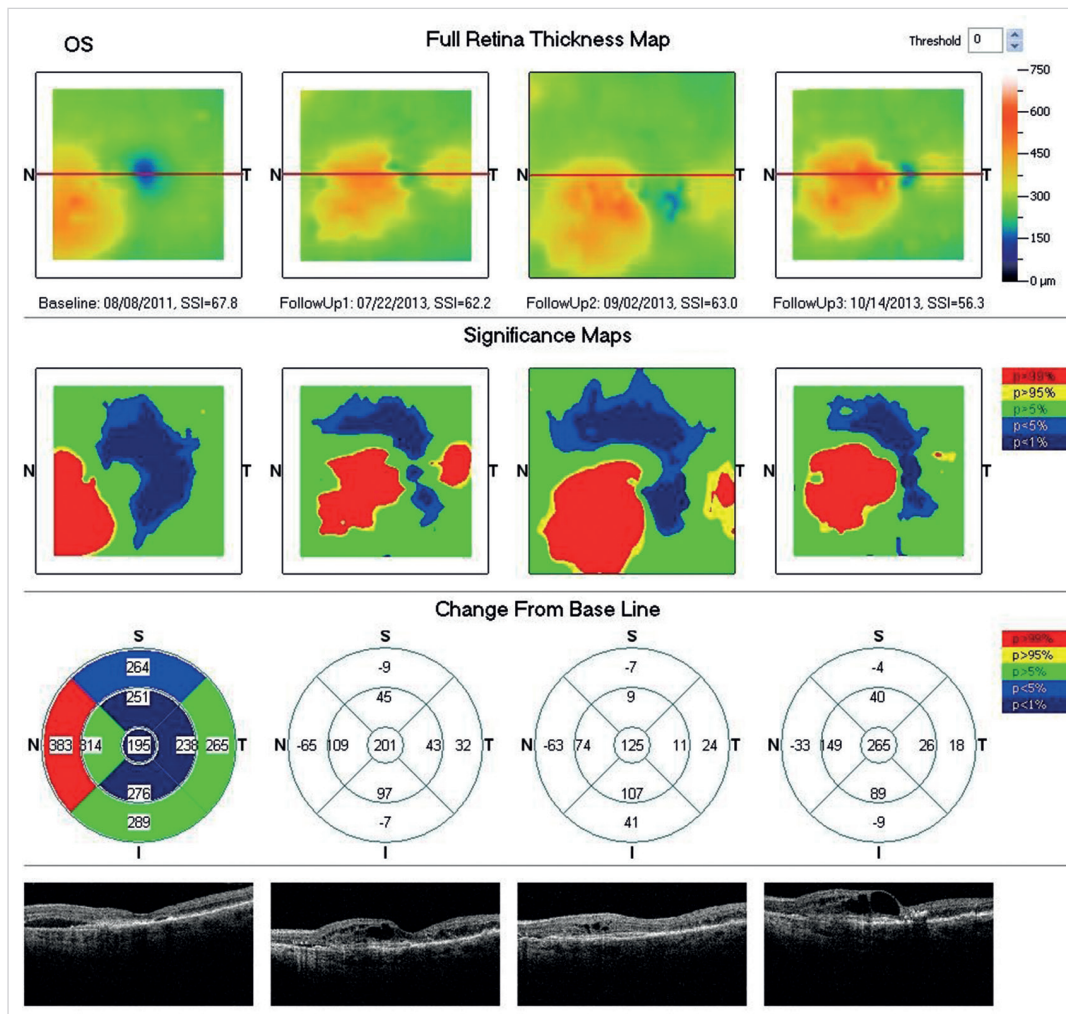 OS
Full Retina Thickness Map
Threshold 0
N T N T N T N T
750
600
450
300
150
0 µm
Baseline: 08/08/2011, SSI=67.8
FollowUp1: 07/22/2013, SSI=62.2
FollowUp2: 09/02/2013, SSI=63.0
FollowUp3: 10/14/2013, SSI=56.3
Significance Maps
p>99%
p>95%
p>5%
p<5%
p<1%
N T N T N T N T
Change From Base Line
S S S S
p>99%
p>95%
p>5%
p<5%
p<1%
264 -9 -7 -4
251 45 9 40
N 383 314 195 238 265 T N -65 109 201 43 32 T N -63 74 125 11 24 T N -33 149 265 26 18 T
276 97 107 89
289 -7 41 -9
I I I I